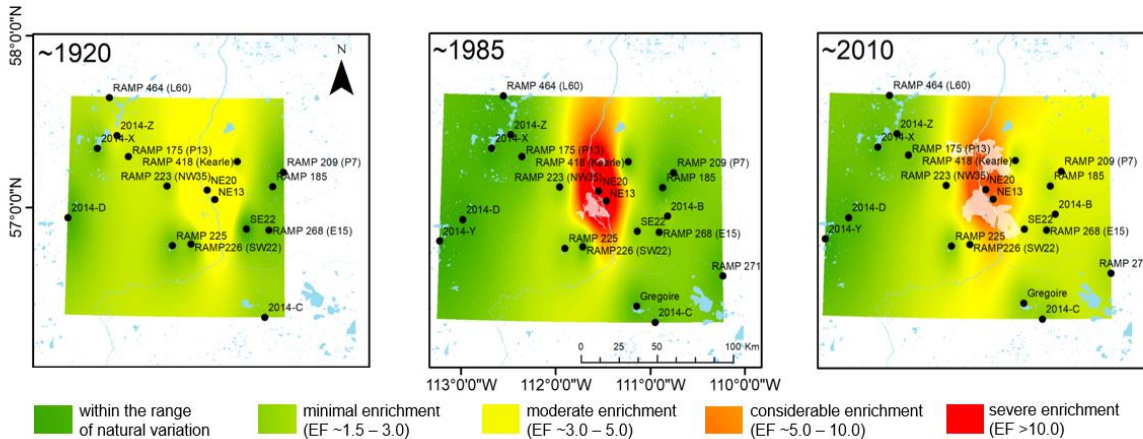 ~1920
N
58°0'0"N
57°0'0"N
RAMP 464 (L60)
2014-Z
2014-X
RAMP 175 (P13)
RAMP 418 (Kearle)
RAMP 209 (P7)
RAMP 223 (NW35)
RAMP 185
NE20
NE13
2014-D
SE22
RAMP 268 (E15)
RAMP 225
RAMP226 (SW22)
2014-C
~1985
RAMP 464 (L60)
2014-Z
2014-X
RAMP 175 (P13)
RAMP 418 (Kearle)
RAMP 209 (P7)
RAMP 223 (NW35)
RAMP 185
NE20
NE13
2014-D
2014-B
SE22
2014-Y
RAMP 225
RAMP 268 (E15)
RAMP226 (SW22)
RAMP 271
Gregoire
2014-C
0 25 50 100 Km
113°0'0"W 112°0'0"W 111°0'0"W 110°0'0"W
~2010
RAMP 464 (L60)
2014-Z
2014-X
RAMP 175 (P13)
RAMP 418 (Kearle)
RAMP 209 (P7)
RAMP 223 (NW35)
RAMP 185
NE20
NE13
2014-D
2014-B
SE22
2014-Y
RAMP 225
RAMP 268 (E15)
RAMP226 (SW22)
RAMP 27
Gregoire
2014-C
within the range
of natural variation
minimal enrichment
(EF ~1.5 – 3.0)
moderate enrichment
(EF ~3.0 – 5.0)
considerable enrichment
(EF ~5.0 – 10.0)
severe enrichment
(EF >10.0)